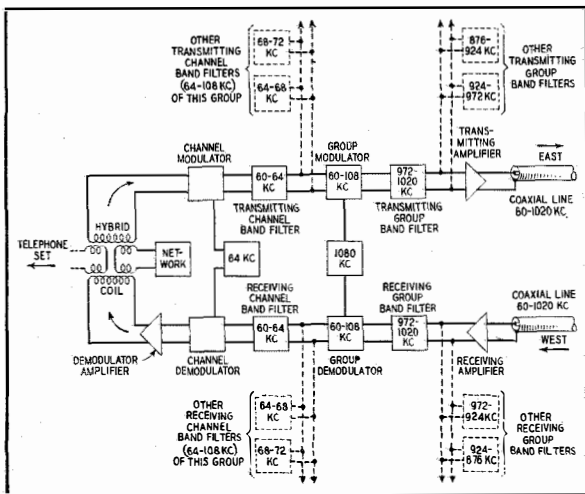 OTHER
TRANSMITTING
CHANNEL
BAND FILTERS
(64-108 KC)
OF THIS GROUP
68-72
KC
64-68
KC
876-
924 KC
924-
972KC
OTHER
TRANSMITTING
GROUP
BAND FILTERS
CHANNEL
MODULATOR
GROUP
MODULATOR
TRANS-
MITTING
AMPLIFIER
EAST
60-64
KC
60-108
KC
972-
1020
KC
COAXIAL LINE
60-1020 KC
TRANSMITTING
CHANNEL BAND
FILTER
TRANSMITTING
GROUP BAND
FILTER
HYBRID
TELEPHONE
SET
NET-
WORK
64 KC
1080
KC
COIL
RECEIVING
CHANNEL
BAND FILTER
RECEIVING
GROUP
BAND FILTER
COAXIAL LINE
60-1020 KC
60-64
KC
60-108
KC
972-
1020
KC
WEST
DEMODULATOR
AMPLIFIER
CHANNEL
DEMODULATOR
GROUP
DEMODULATOR
RECEIVING
AMPLIFIER
OTHER
RECEIVING
CHANNEL
BAND FILTERS
(64-108KC)
OF THIS GROUP
64-68
KC
68-72
KC
972-
924KC
924-
876 KC
OTHER
RECEIVING
GROUP
BAND FILTERS